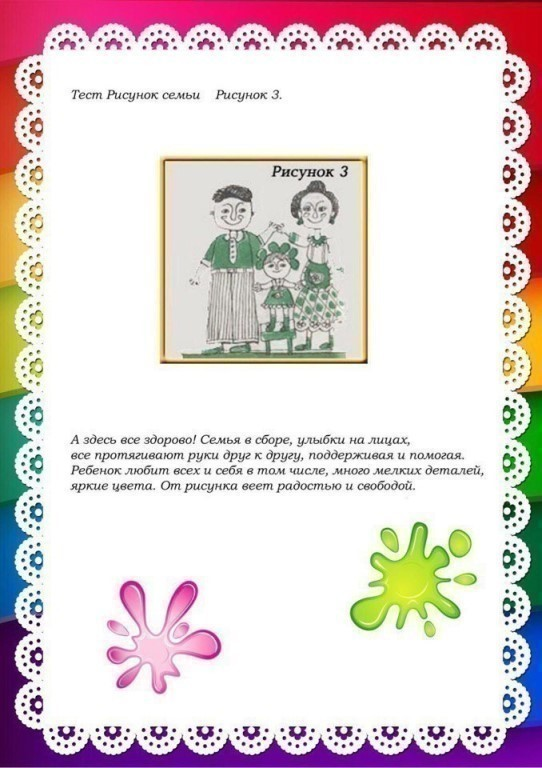 Тест Рисунок семьи Рисунок 3.
Рисунок 3
А здесь все здорово! Семья в сборе, улыбки на лицах,
все протягивают руки друг к другу, поддерживая и помогая.
Ребенок любит всех и себя в том числе, много мелких деталей,
яркие цвета. От рисунка веет радостью и свободой.